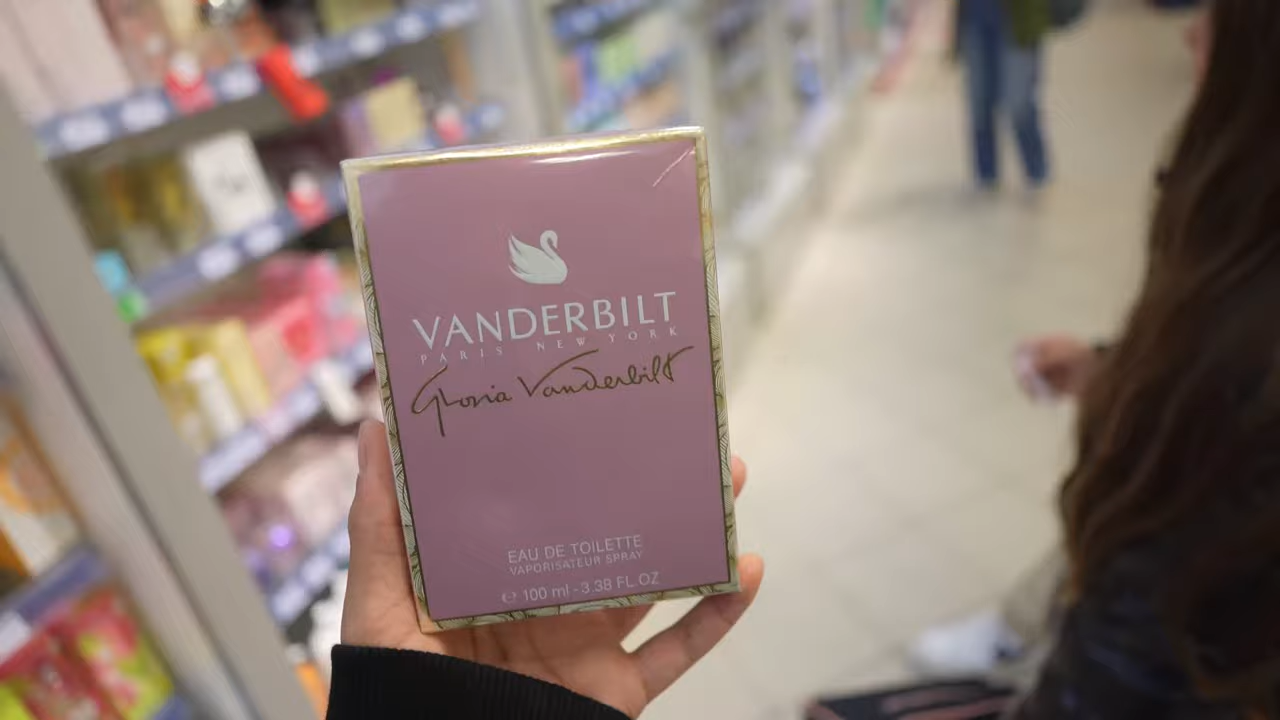 VANDERBILT
PARIS NEW YORK
Gloria Vanderbilt
EAU DE TOILETTE
VAPORISATEUR SPRAY
℮ 100 ml - 3.38 FL.OZ